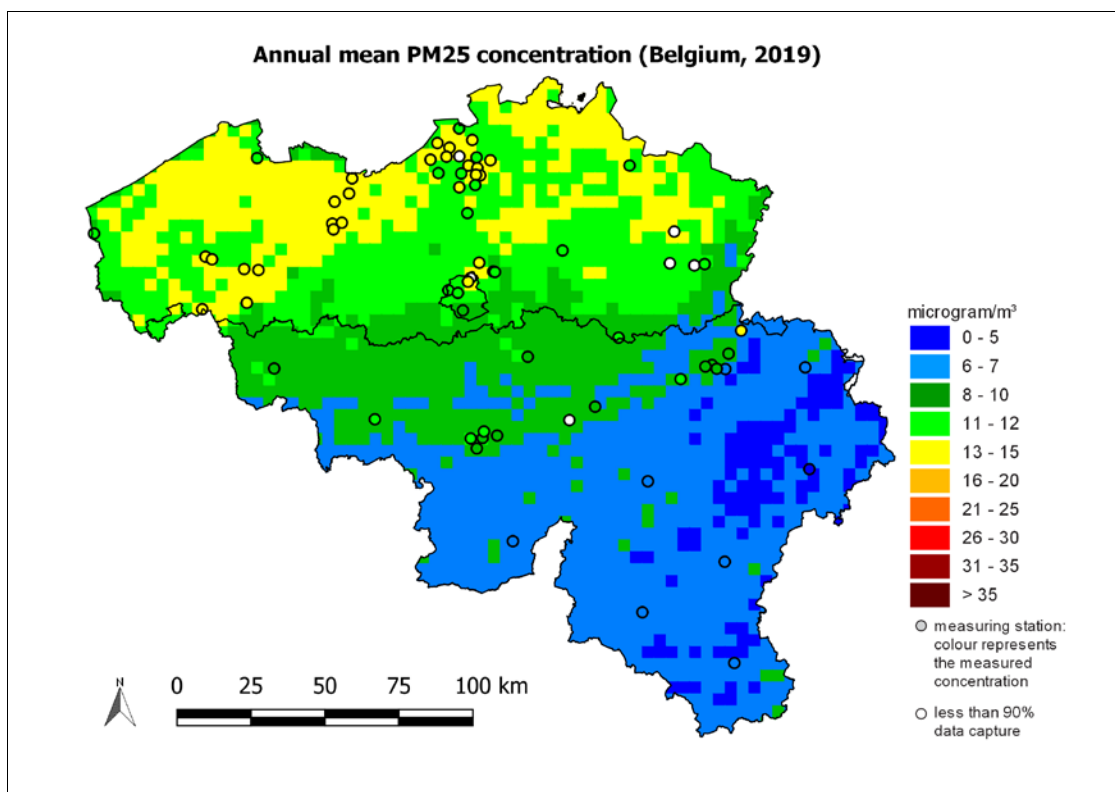 Annual mean PM25 concentration (Belgium, 2019)
microgram/m³
0 - 5
6 - 7
8 - 10
11 - 12
13 - 15
16 - 20
21 - 25
26 - 30
31 - 35
> 35
measuring station:
colour represents
the measured
concentration
less than 90%
data capture
N
0 25 50 75 100 km